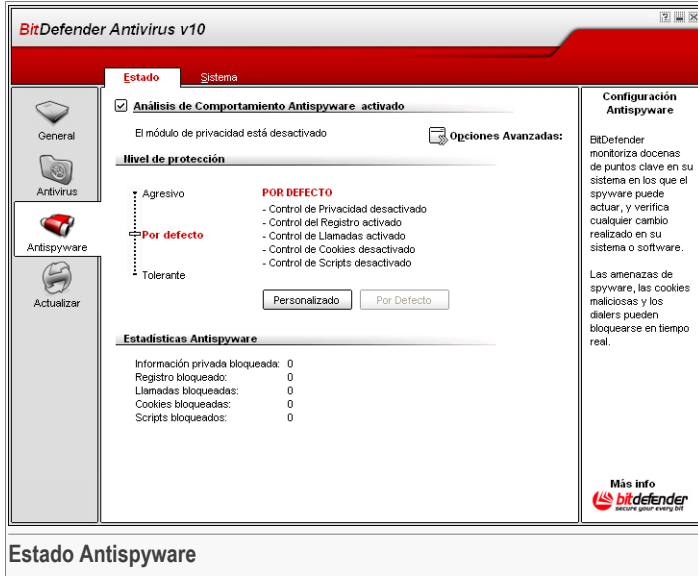 BitDefender Antivirus v10
Estado
Sistema
General
Antivirus
Antispyware
Actualizar
Análisis de Comportamiento Antispyware activado
El módulo de privacidad está desactivado
Opciones Avanzadas:
Nivel de protección
Agresivo
Por defecto
Tolerante
POR DEFECTO
- Control de Privacidad desactivado
- Control del Registro activado
- Control de Llamadas activado
- Control de Cookies desactivado
- Control de Scripts desactivado
Personalizado
Por Defecto
Estadísticas Antispyware
Información privada bloqueada: 0
Registro bloqueado: 0
Llamadas bloqueadas: 0
Cookies bloqueadas: 0
Scripts bloqueados: 0
Configuración
Antispyware
BitDefender
monitoriza docenas
de puntos clave en su
sistema en los que el
spyware puede
actuar, y verifica
cualquier cambio
realizado en su
sistema o software.
Las amenazas de
spyware, las cookies
maliciosas y los
dialers pueden
bloquearse en tiempo
real.
Más info
bitdefender
secure your every bit
Estado Antispyware